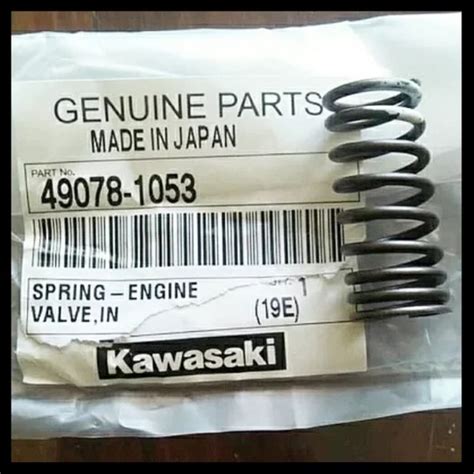 GENUINE PARTS
MADE IN JAPAN
PART No.
49078-1053
SPRING-ENGINE 1
VALVE,IN (19E)
Kawasaki